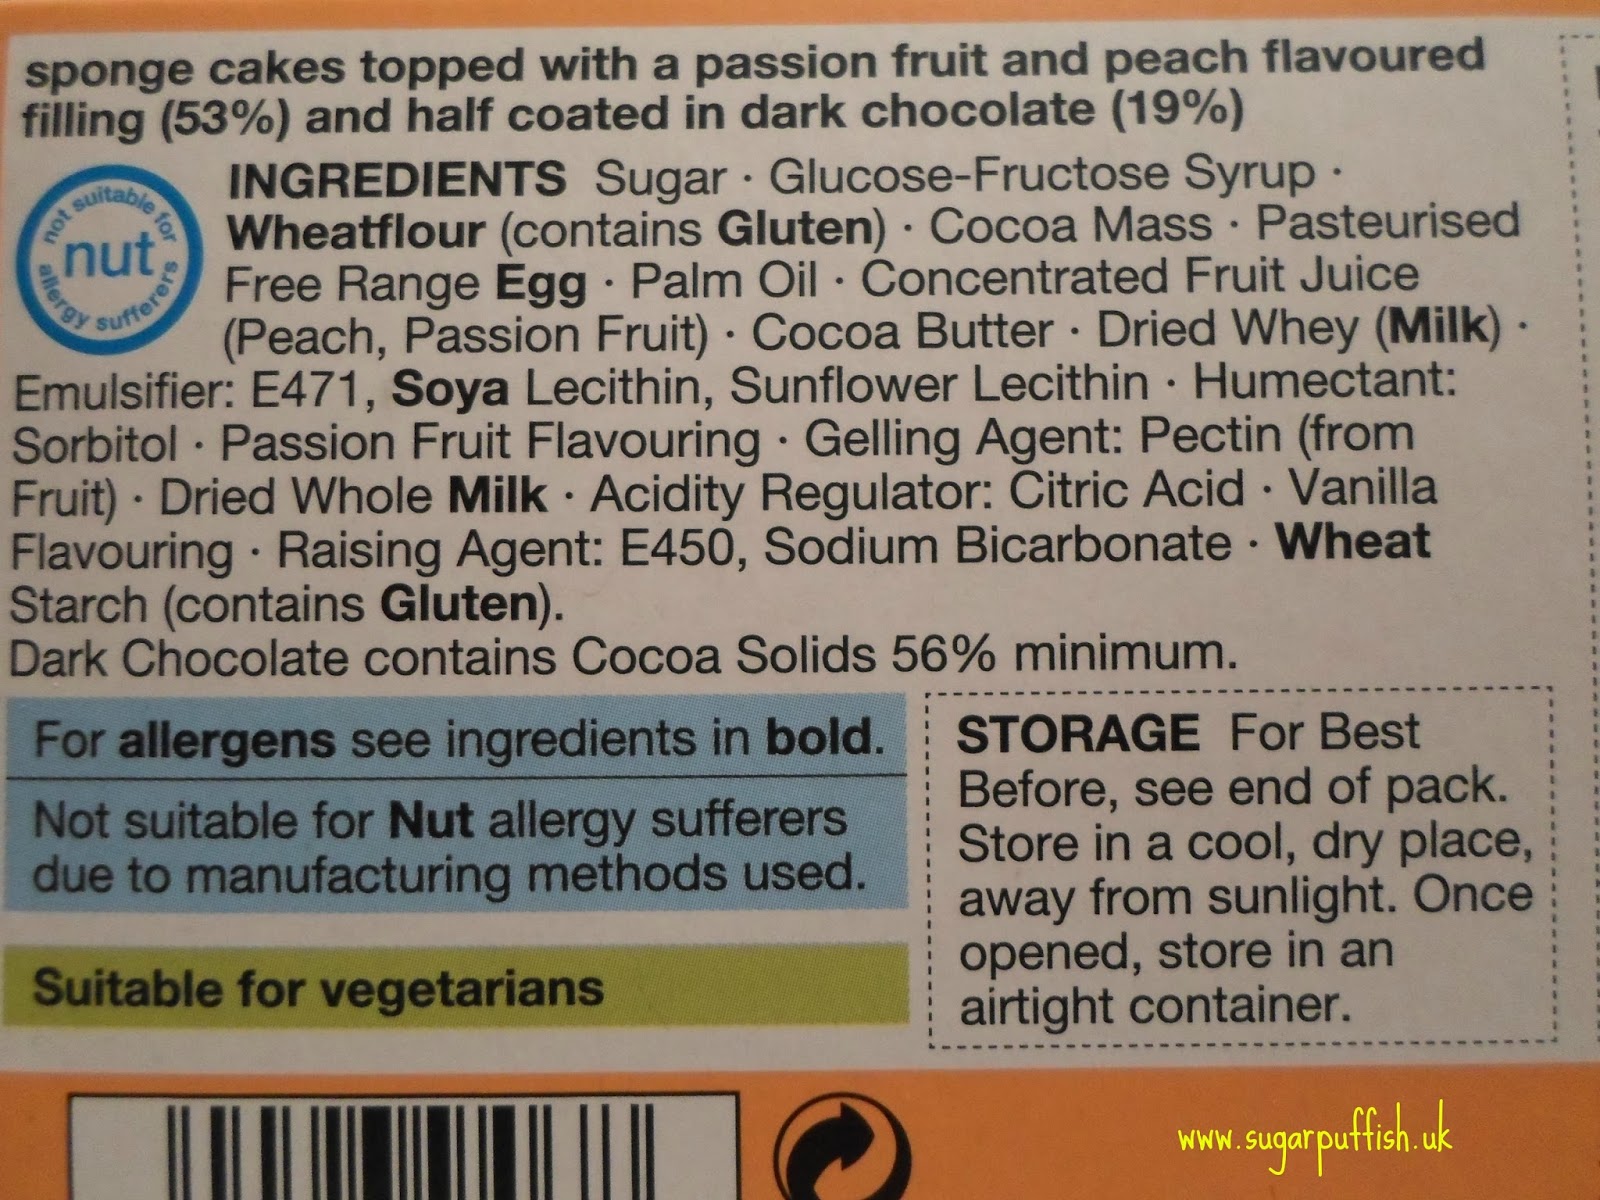 sponge cakes topped with a passion fruit and peach flavoured
filling (53%) and half coated in dark chocolate (19%)
not suitable for
nut
allergy sufferers
INGREDIENTS Sugar · Glucose-Fructose Syrup ·
Wheatflour (contains Gluten) · Cocoa Mass · Pasteurised
Free Range Egg · Palm Oil · Concentrated Fruit Juice
(Peach, Passion Fruit) · Cocoa Butter · Dried Whey (Milk) ·
Emulsifier: E471, Soya Lecithin, Sunflower Lecithin · Humectant:
Sorbitol · Passion Fruit Flavouring · Gelling Agent: Pectin (from
Fruit) · Dried Whole Milk · Acidity Regulator: Citric Acid · Vanilla
Flavouring · Raising Agent: E450, Sodium Bicarbonate · Wheat
Starch (contains Gluten).
Dark Chocolate contains Cocoa Solids 56% minimum.
For allergens see ingredients in bold.
Not suitable for Nut allergy sufferers
due to manufacturing methods used.
Suitable for vegetarians
STORAGE For Best
Before, see end of pack.
Store in a cool, dry place,
away from sunlight. Once
opened, store in an
airtight container.
www.sugarpuffish.uk